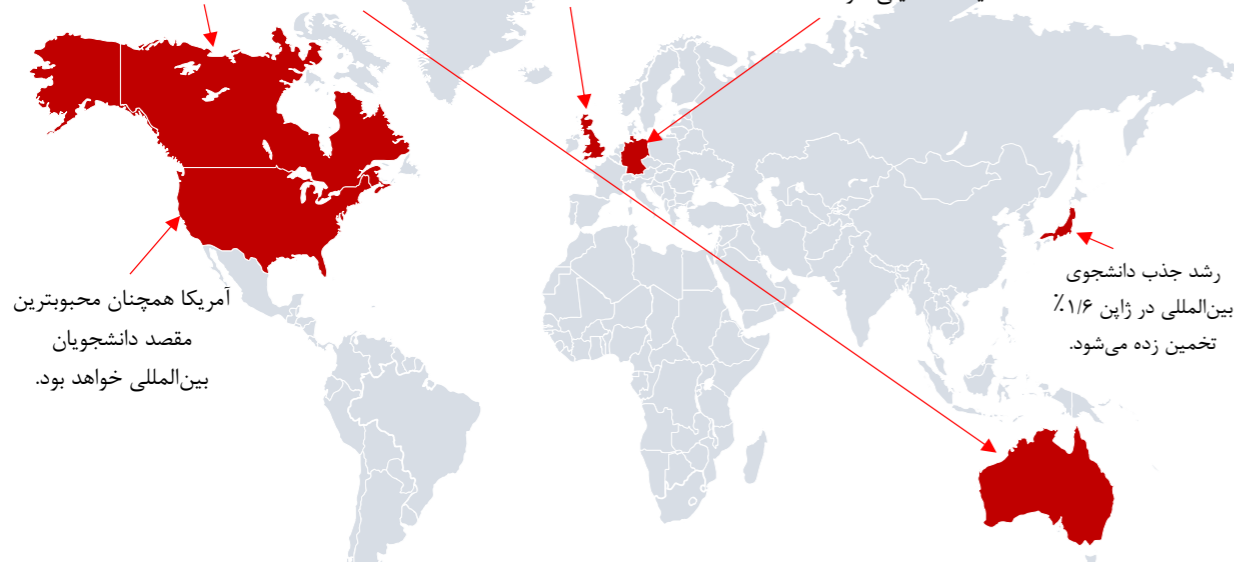 آمریکا همچنان محبوبترین
مقصد دانشجویان
بین‌المللی خواهد بود.
رشد جذب دانشجوی
بین‌المللی در ژاپن ۱/۶٪
تخمین زده می‌شود.